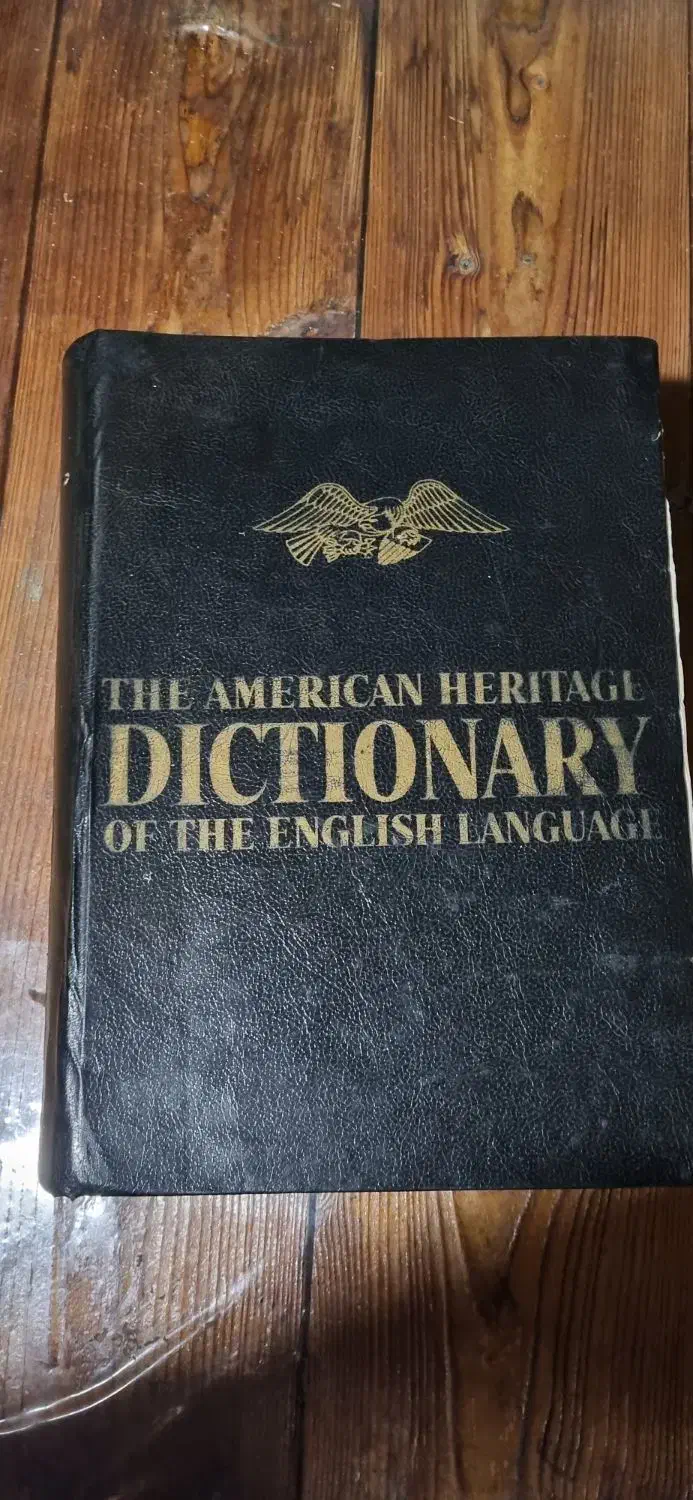 THE AMERICAN HERITAGE
DICTIONARY
OF THE ENGLISH LANGUAGE